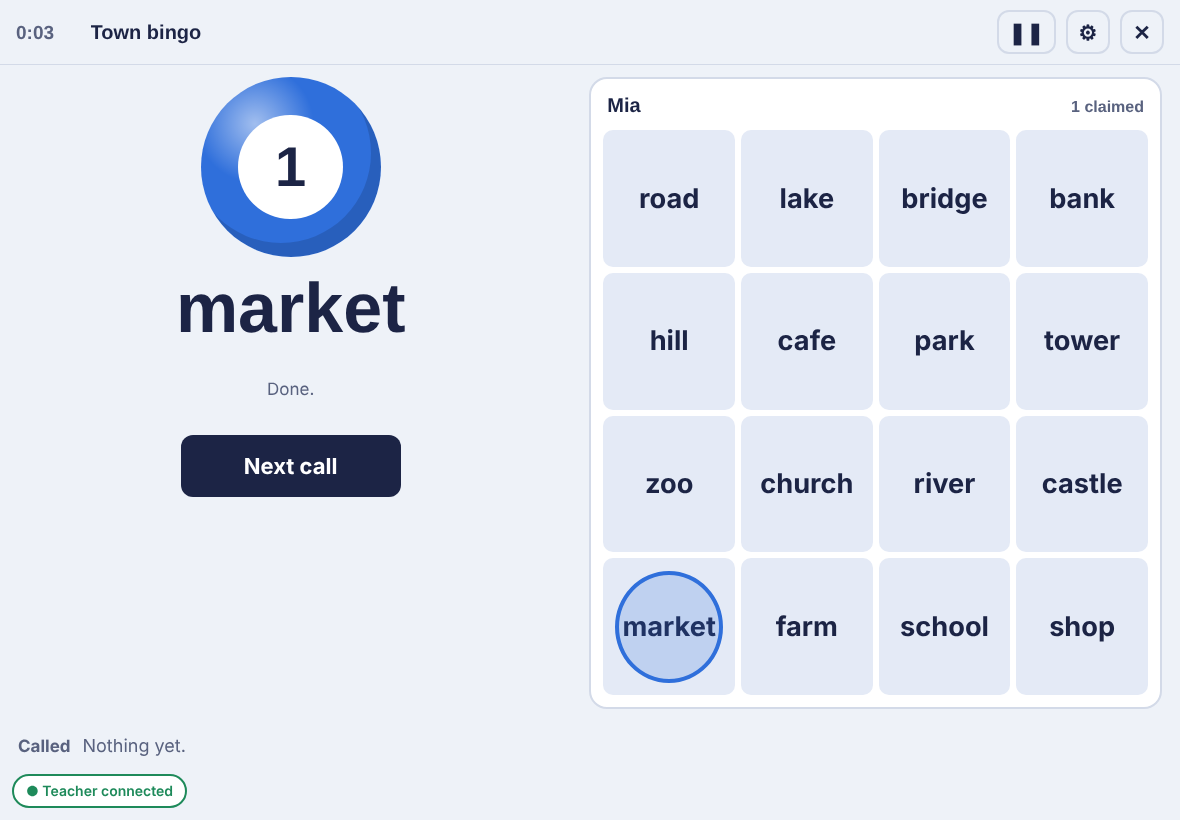 0:03 Town bingo
1
market
Done.
Next call
Mia 1 claimed
road lake bridge bank
hill cafe park tower
zoo church river castle
market farm school shop
Called Nothing yet.
Teacher connected